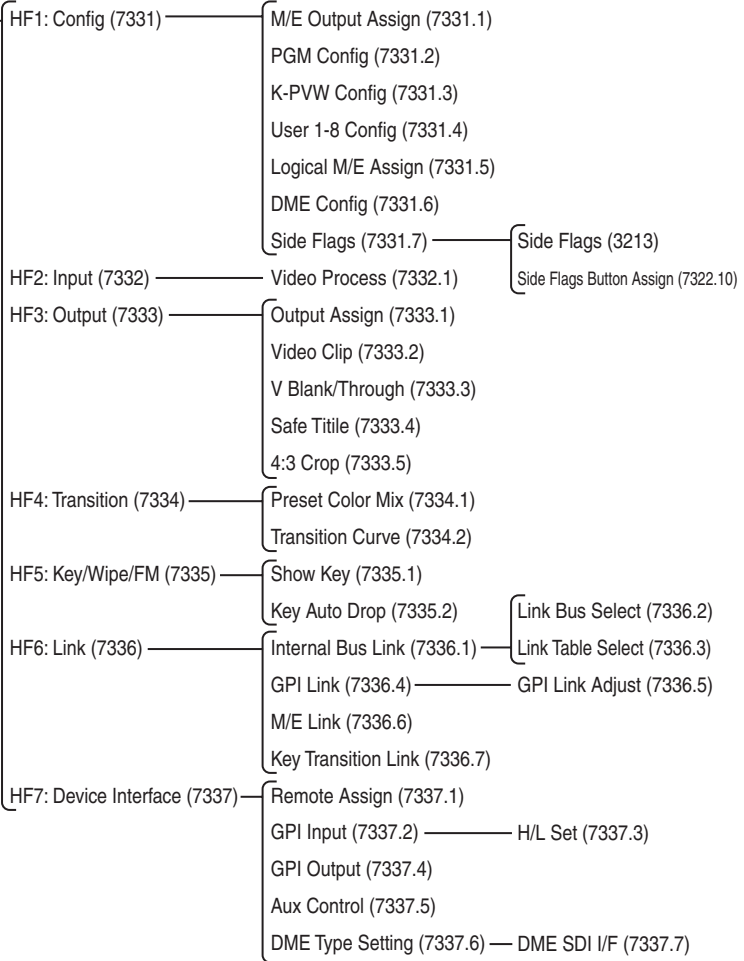 HF1: Config (7331)
M/E Output Assign (7331.1)
PGM Config (7331.2)
K-PVW Config (7331.3)
User 1-8 Config (7331.4)
Logical M/E Assign (7331.5)
DME Config (7331.6)
Side Flags (7331.7)
Side Flags (3213)
Side Flags Button Assign (7322.10)
HF2: Input (7332)
Video Process (7332.1)
HF3: Output (7333)
Output Assign (7333.1)
Video Clip (7333.2)
V Blank/Through (7333.3)
Safe Titile (7333.4)
4:3 Crop (7333.5)
HF4: Transition (7334)
Preset Color Mix (7334.1)
Transition Curve (7334.2)
HF5: Key/Wipe/FM (7335)
Show Key (7335.1)
Key Auto Drop (7335.2)
HF6: Link (7336)
Internal Bus Link (7336.1)
Link Bus Select (7336.2)
Link Table Select (7336.3)
GPI Link (7336.4)
GPI Link Adjust (7336.5)
M/E Link (7336.6)
Key Transition Link (7336.7)
HF7: Device Interface (7337)
Remote Assign (7337.1)
GPI Input (7337.2)
H/L Set (7337.3)
GPI Output (7337.4)
Aux Control (7337.5)
DME Type Setting (7337.6)
DME SDI I/F (7337.7)